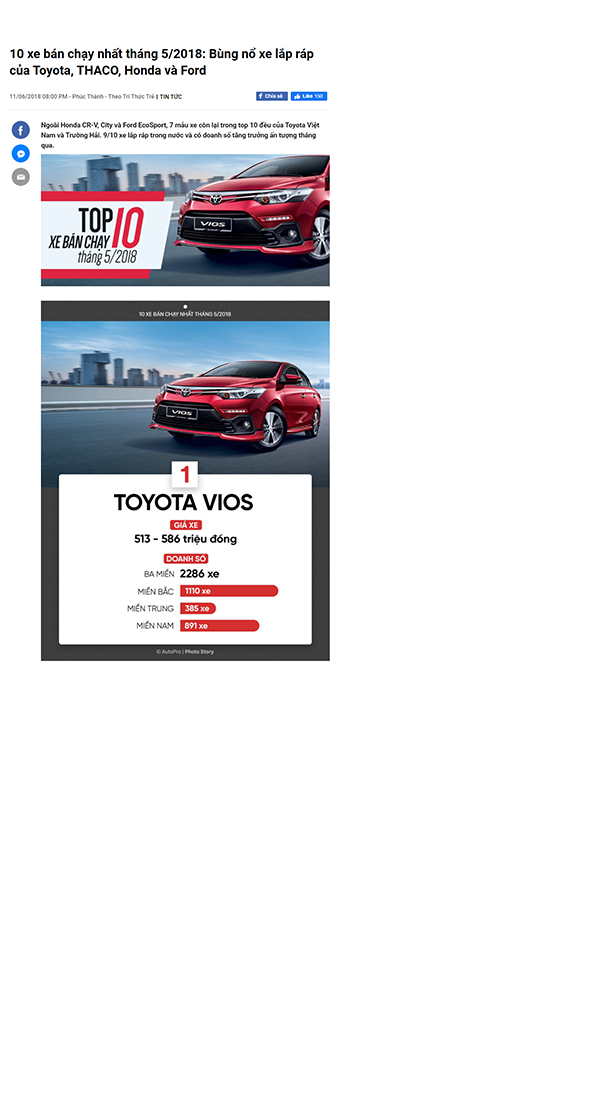 10 xe bán chạy nhất tháng 5/2018: Bùng nổ xe lắp ráp
của Toyota, THACO, Honda và Ford
11/06/2018 08:00 PM - Phúc Thành - Theo Trí Thức Trẻ | TIN TỨC
Chia sẻ
Like 150
Ngoài Honda CR-V, City và Ford EcoSport, 7 mẫu xe còn lại trong top 10 đều của Toyota Việt
Nam và Trường Hải. 9/10 xe lắp ráp trong nước và có doanh số tăng trưởng ấn tượng tháng
qua.
VIOS
TOP 10
XE BÁN CHẠY
tháng 5/2018
10 XE BÁN CHẠY NHẤT THÁNG 5/2018
VIOS
1
TOYOTA VIOS
GIÁ XE
513 - 586 triệu đồng
DOANH SỐ
BA MIỀN 2286 xe
MIỀN BẮC 1110 xe
MIỀN TRUNG 385 xe
MIỀN NAM 891 xe
© AutoPro | Photo Story